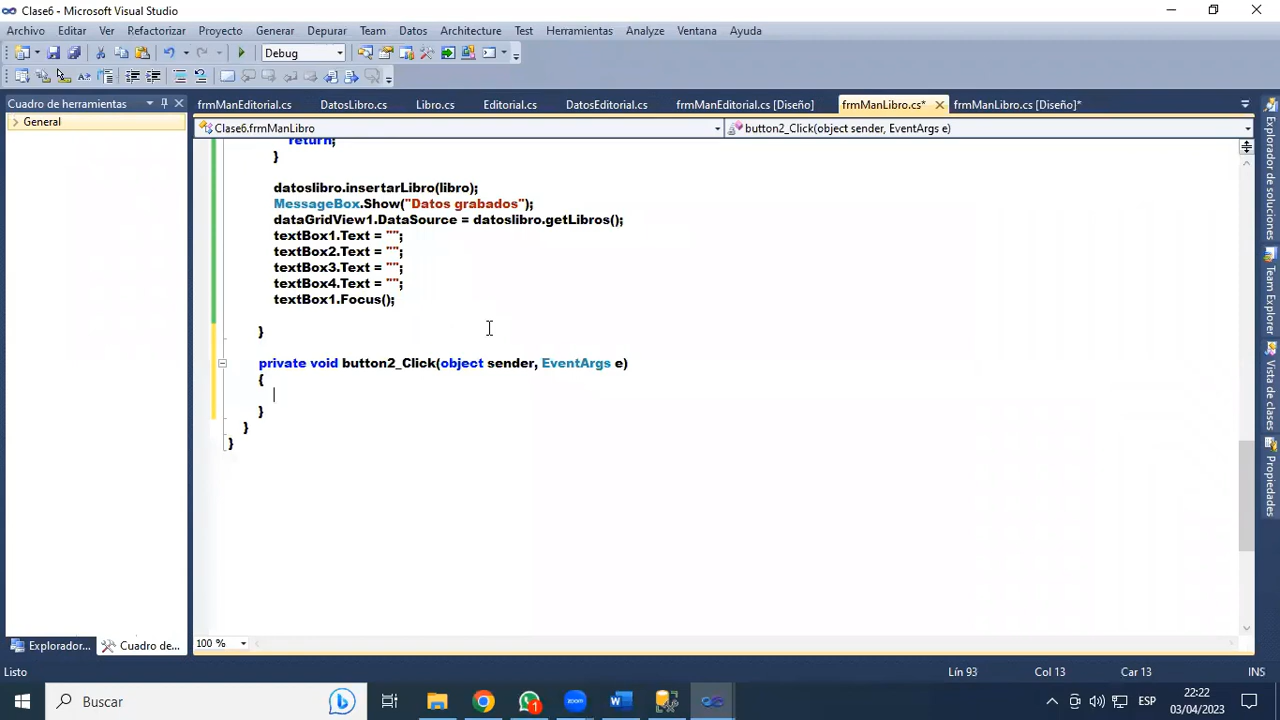 Clase6 - Microsoft Visual Studio
Archivo Editar Ver Refactorizar Proyecto Generar Depurar Team Datos Arquitectura Test Herramientas Analyze Ventana Ayuda
Debug
Cuadro de herramientas
General
frmManEditorial.cs DatosLibro.cs Libro.cs Editorial.cs DatosEditorial.cs frmManEditorial.cs [Diseño] frmManLibro.cs* frmManLibro.cs [Diseño]*
Clase6.frmManLibro
button2_Click(object sender, EventArgs e)
return;
}
datoslibro.insertarLibro(libro);
MessageBox.Show("Datos grabados");
dataGridView1.DataSource = datoslibro.getLibros();
textBox1.Text = "";
textBox2.Text = "";
textBox3.Text = "";
textBox4.Text = "";
textBox1.Focus();
}
private void button2_Click(object sender, EventArgs e)
{
}
}
}
Explorador de soluciones
Team Explorer
Vista de clases
Propiedades
100 %
Explorador... Cuadro de...
Listo
Lín 93 Col 13 Car 13 INS
Buscar
1
zoom
ESP
22:22
03/04/2023